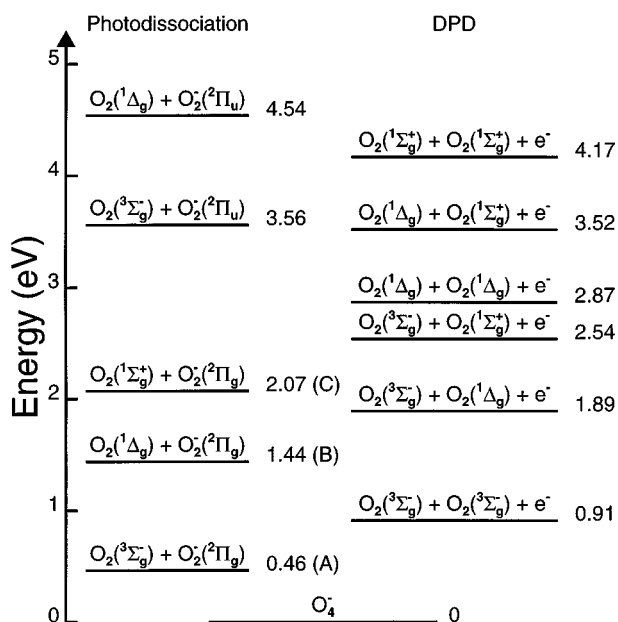 Photodissociation DPD
5
O₂(¹Δg) + O₂⁻(²Πu) 4.54
O₂(¹Σg⁺) + O₂(¹Σg⁺) + e⁻ 4.17
4
O₂(³Σg⁻) + O₂⁻(²Πu) 3.56
O₂(¹Δg) + O₂(¹Σg⁺) + e⁻ 3.52
3
O₂(¹Δg) + O₂(¹Δg) + e⁻ 2.87
O₂(³Σg⁻) + O₂(¹Σg⁺) + e⁻ 2.54
Energy (eV)
O₂(¹Σg⁺) + O₂⁻(²Πg) 2.07 (C)
2
O₂(³Σg⁻) + O₂(¹Δg) + e⁻ 1.89
O₂(¹Δg) + O₂⁻(²Πg) 1.44 (B)
1
O₂(³Σg⁻) + O₂(³Σg⁻) + e⁻ 0.91
O₂(³Σg⁻) + O₂⁻(²Πg) 0.46 (A)
0 O₄⁻ 0